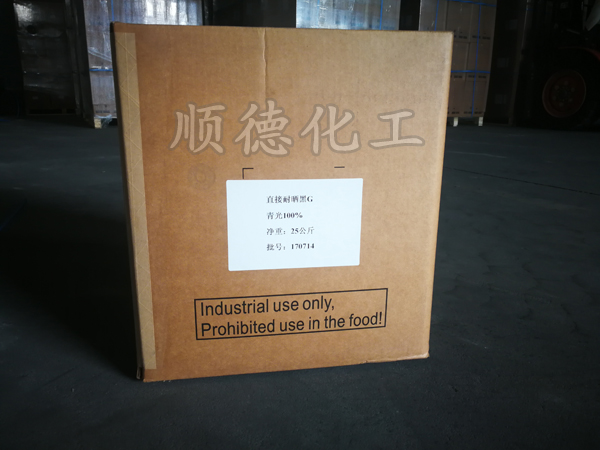 顺德化工
直接耐晒黑G
青光100%
净重：25公斤
批号：170714
Industrial use only,
Prohibited use in the food!